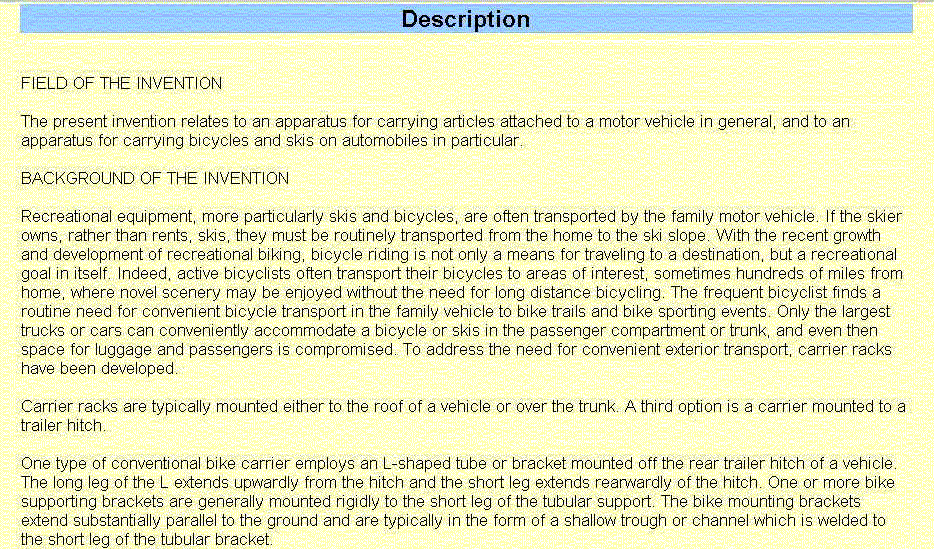 Description
FIELD OF THE INVENTION
The present invention relates to an apparatus for carrying articles attached to a motor vehicle in general, and to an
apparatus for carrying bicycles and skis on automobiles in particular.
BACKGROUND OF THE INVENTION
Recreational equipment, more particularly skis and bicycles, are often transported by the family motor vehicle. If the skier
owns, rather than rents, skis, they must be routinely transported from the home to the ski slope. With the recent growth
and development of recreational biking, bicycle riding is not only a means for traveling to a destination, but a recreational
goal in itself. Indeed, active bicyclists often transport their bicycles to areas of interest, sometimes hundreds of miles from
home, where novel scenery may be enjoyed without the need for long distance bicycling. The frequent bicyclist finds a
routine need for convenient bicycle transport in the family vehicle to bike trails and bike sporting events. Only the largest
trucks or cars can conveniently accommodate a bicycle or skis in the passenger compartment or trunk, and even then
space for luggage and passengers is compromised. To address the need for convenient exterior transport, carrier racks
have been developed.
Carrier racks are typically mounted either to the roof of a vehicle or over the trunk. A third option is a carrier mounted to a
trailer hitch.
One type of conventional bike carrier employs an L-shaped tube or bracket mounted off the rear trailer hitch of a vehicle.
The long leg of the L extends upwardly from the hitch and the short leg extends rearwardly of the hitch. One or more bike
supporting brackets are generally mounted rigidly to the short leg of the tubular support. The bike mounting brackets
extend substantially parallel to the ground and are typically in the form of a shallow trough or channel which is welded to
the short leg of the tubular bracket.